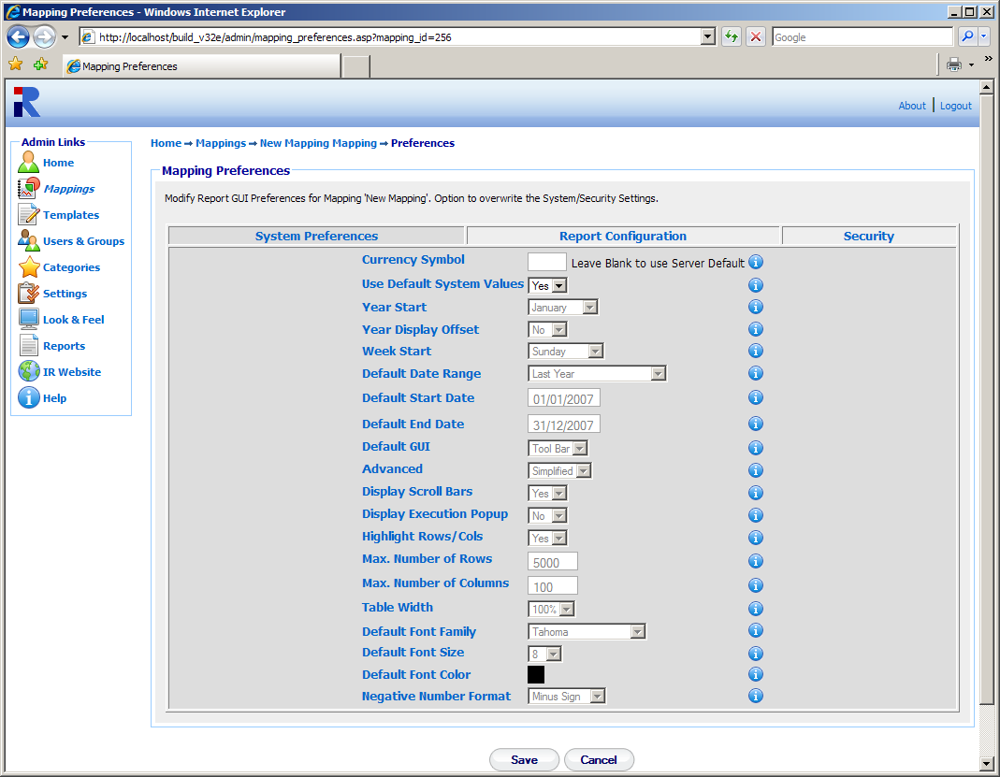 Mapping Preferences - Windows Internet Explorer
http://localhost/build_v32e/admin/mapping_preferences.asp?mapping_id=256
Google
Mapping Preferences
R
About Logout
Admin Links
Home
Mappings
Templates
Users & Groups
Categories
Settings
Look & Feel
Reports
IR Website
Help
Home Mappings New Mapping Mapping Preferences
Mapping Preferences
Modify Report GUI Preferences for Mapping 'New Mapping'. Option to overwrite the System/Security Settings.
System Preferences Report Configuration Security
Currency Symbol Leave Blank to use Server Default
Use Default System Values Yes
Year Start January
Year Display Offset No
Week Start Sunday
Default Date Range Last Year
Default Start Date 01/01/2007
Default End Date 31/12/2007
Default GUI Tool Bar
Advanced Simplified
Display Scroll Bars Yes
Display Execution Popup No
Highlight Rows/Cols Yes
Max. Number of Rows 5000
Max. Number of Columns 100
Table Width 100%
Default Font Family Tahoma
Default Font Size 8
Default Font Color
Negative Number Format Minus Sign
Save Cancel